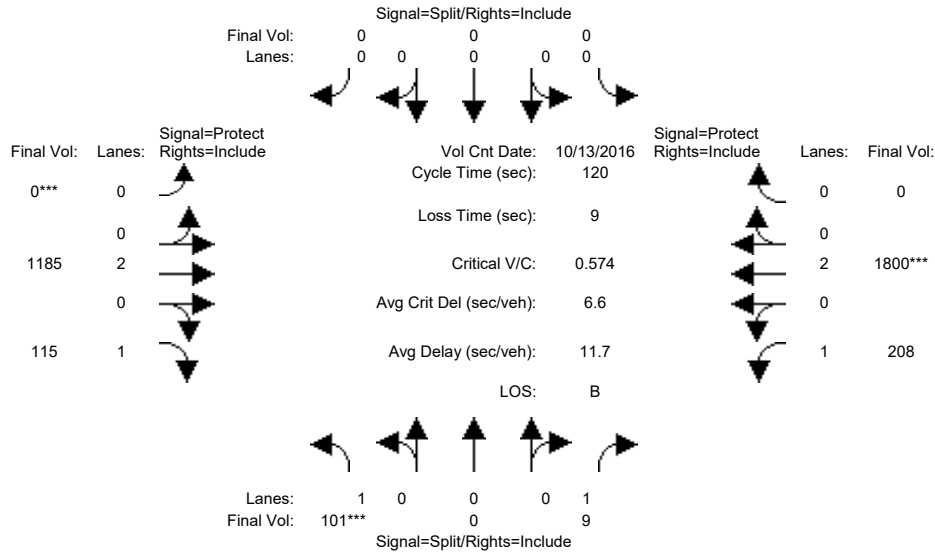 Signal=Split/Rights=Include
Final Vol: 0 0 0
Lanes: 0 0 0 0 0
Signal=Protect
Final Vol: Lanes: Rights=Include
Vol Cnt Date: 10/13/2016
Signal=Protect
Rights=Include Lanes: Final Vol:
Cycle Time (sec): 120
0*** 0
0 0
Loss Time (sec): 9
0
0
1185 2
Critical V/C: 0.574
2 1800***
0
Avg Crit Del (sec/veh): 6.6
0
115 1
Avg Delay (sec/veh): 11.7
1 208
LOS: B
Lanes: 1 0 0 0 1
Final Vol: 101*** 0 9
Signal=Split/Rights=Include